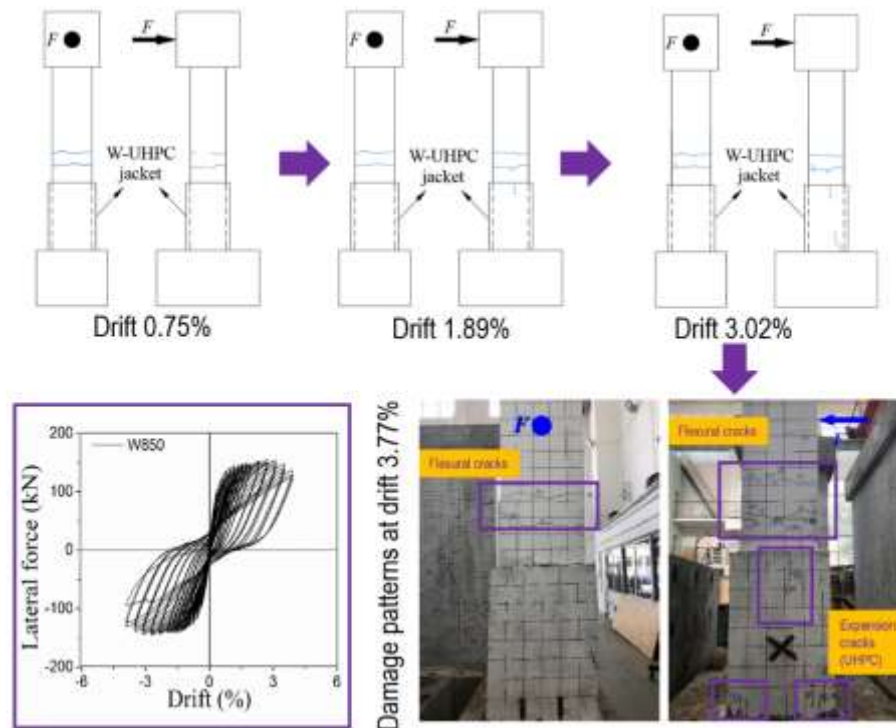 F
F
F
F
F
F
W-UHPC
jacket
W-UHPC
jacket
W-UHPC
jacket
Drift 0.75%
Drift 1.89%
Drift 3.02%
Lateral force (kN)
200
150
100
0
-100
-200
W850
-6
-3
0
3
6
Drift (%)
Damage patterns at drift 3.77%
F
Flexural cracks
Flexural cracks
Expansion
cracks
(UHPC)